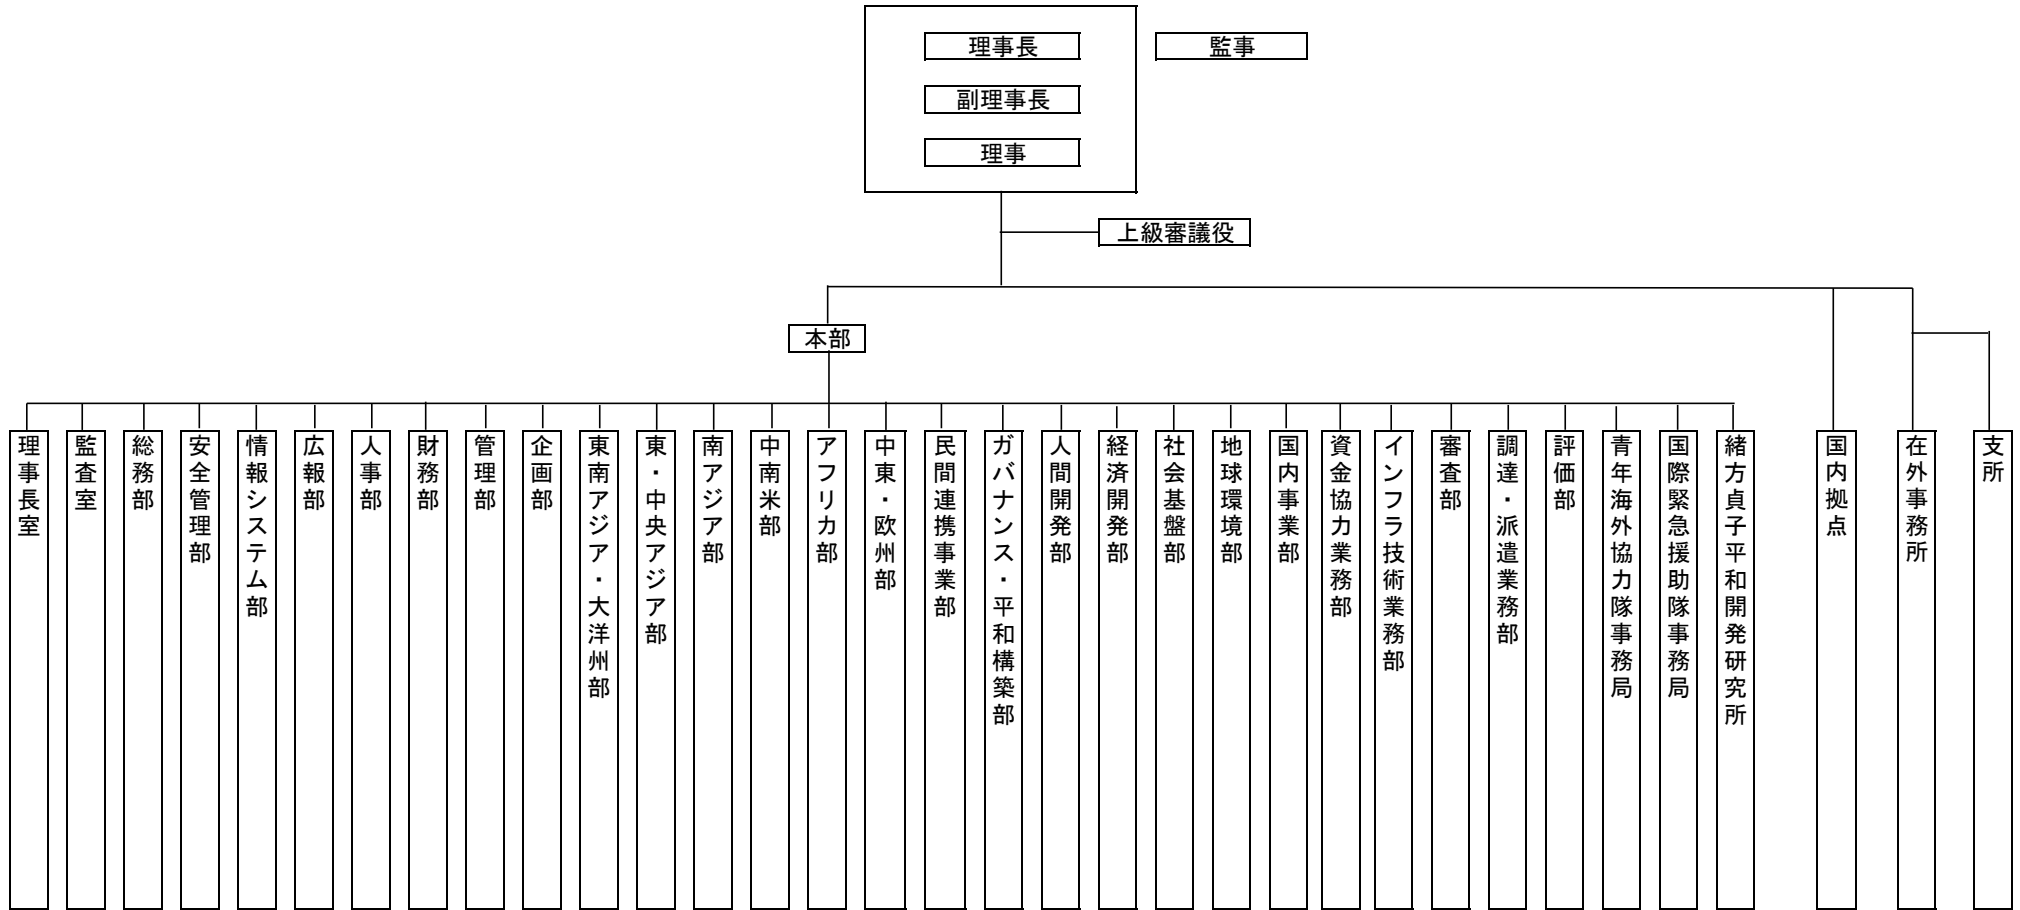 理事長
監事
副理事長
理事
上級審議役
本部
理事長室
監査室
総務部
安全管理部
情報システム部
広報部
人事部
財務部
管理部
企画部
東南アジア・大洋州部
東・中央アジア部
南アジア部
中南米部
アフリカ部
中東・欧州部
民間連携事業部
ガバナンス・平和構築部
人間開発部
経済開発部
社会基盤部
地球環境部
国内事業部
資金協力業務部
インフラ技術業務部
審査部
調達・派遣業務部
評価部
青年海外協力隊事務局
国際緊急援助隊事務局
緒方貞子平和開発研究所
国内拠点
在外事務所
支所